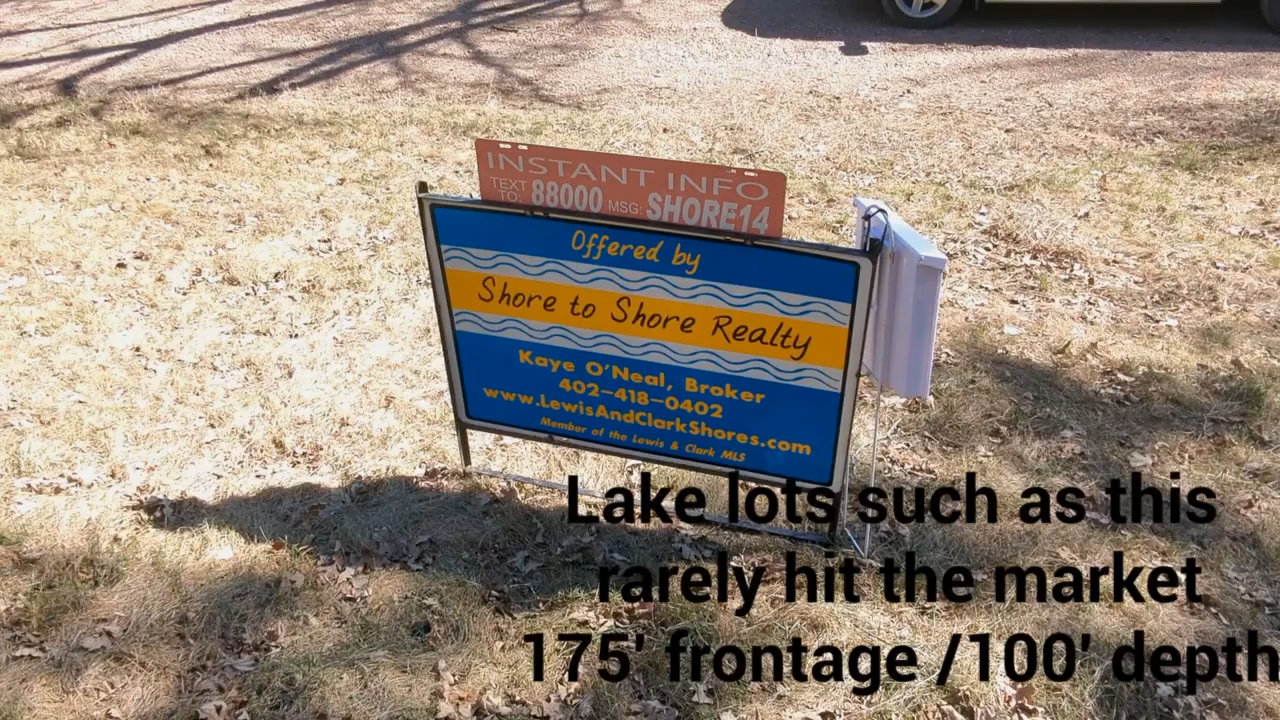 INSTANT INFO
TEXT TO: 88000 MSG: SHORE14
Offered by
Shore to Shore Realty
Kaye O'Neal, Broker
402-418-0402
www.LewisAndClarkShores.com
Member of the Lewis & Clark MLS
Lake lots such as this
rarely hit the market
175' frontage /100' depth